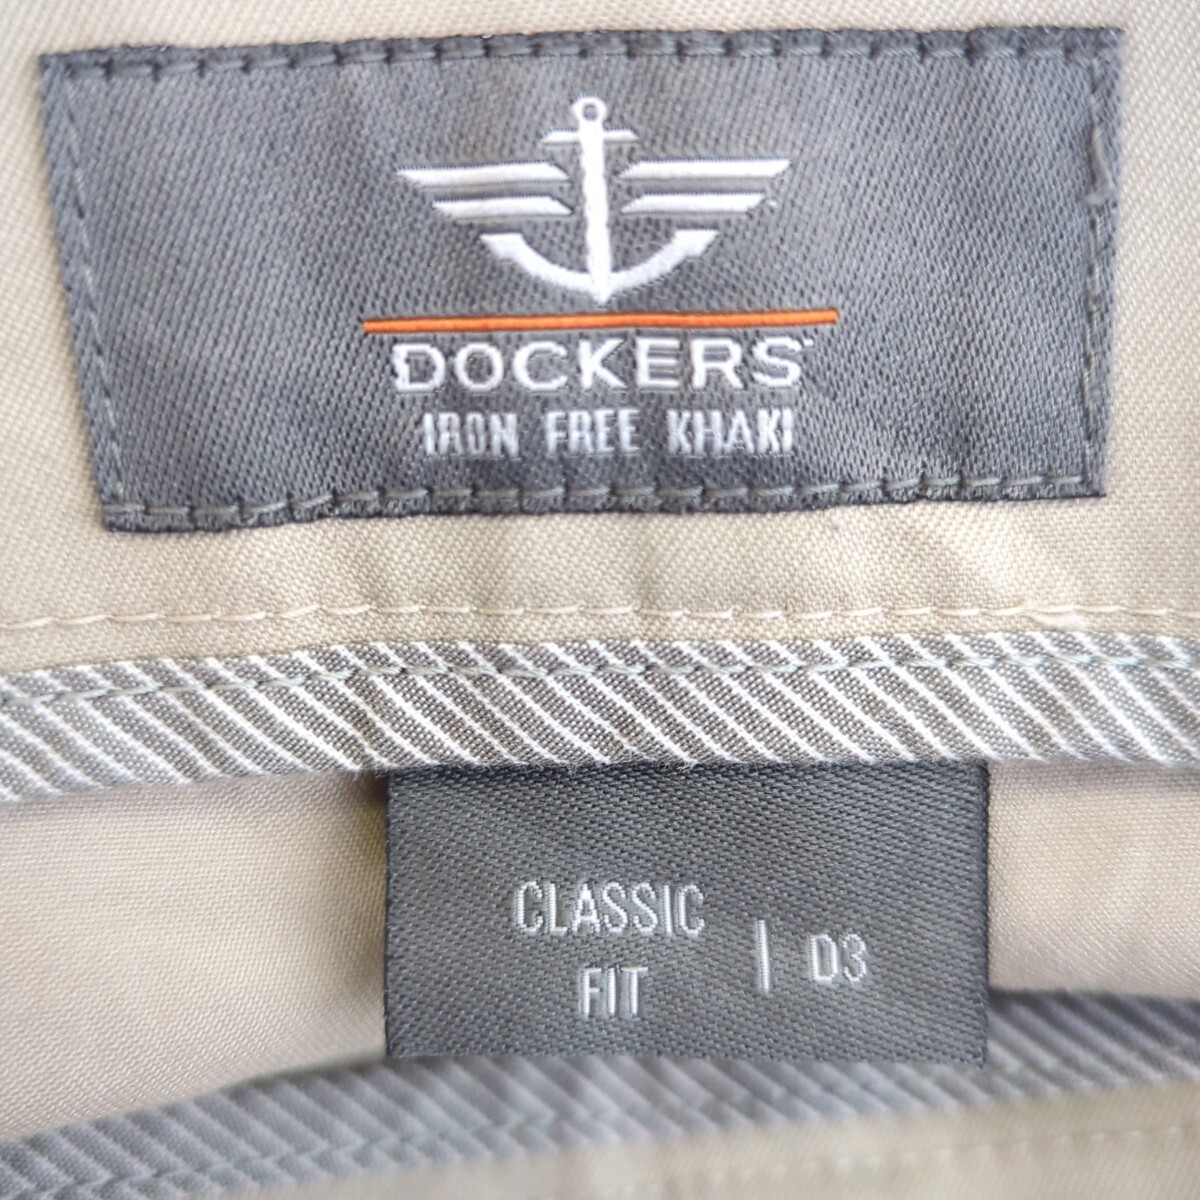 DOCKERS
IRON FREE KHAKI
CLASSIC
FIT | D3